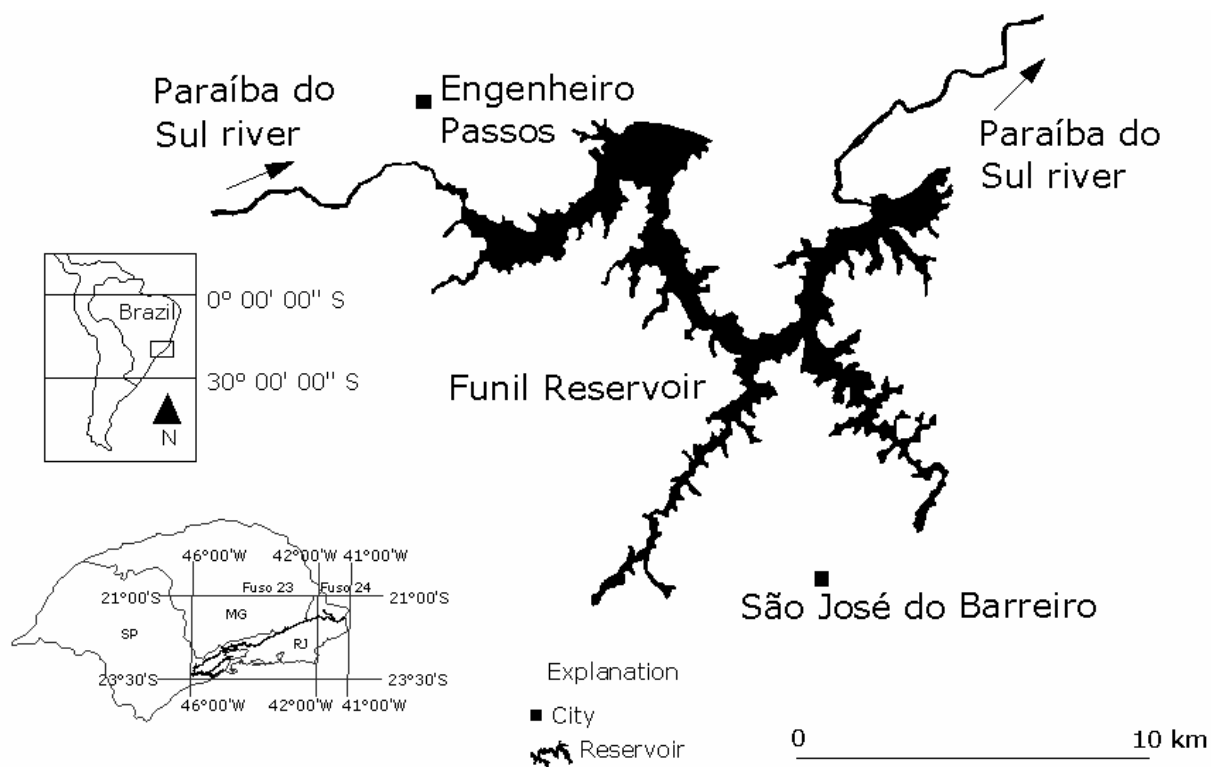 Paraíba do
Sul river
Engenheiro
Passos
Paraíba do
Sul river
Brazil
0° 00' 00" S
30° 00' 00" S
N
Funil Reservoir
São José do Barreiro
46°00'W
42°00'W
41°00'W
Fuso 23
Fuso 24
21°00'S
21°00'S
MG
SP
RJ
23°30'S
23°30'S
46°00'W
42°00'W
41°00'W
Explanation
City
Reservoir
0
10 km